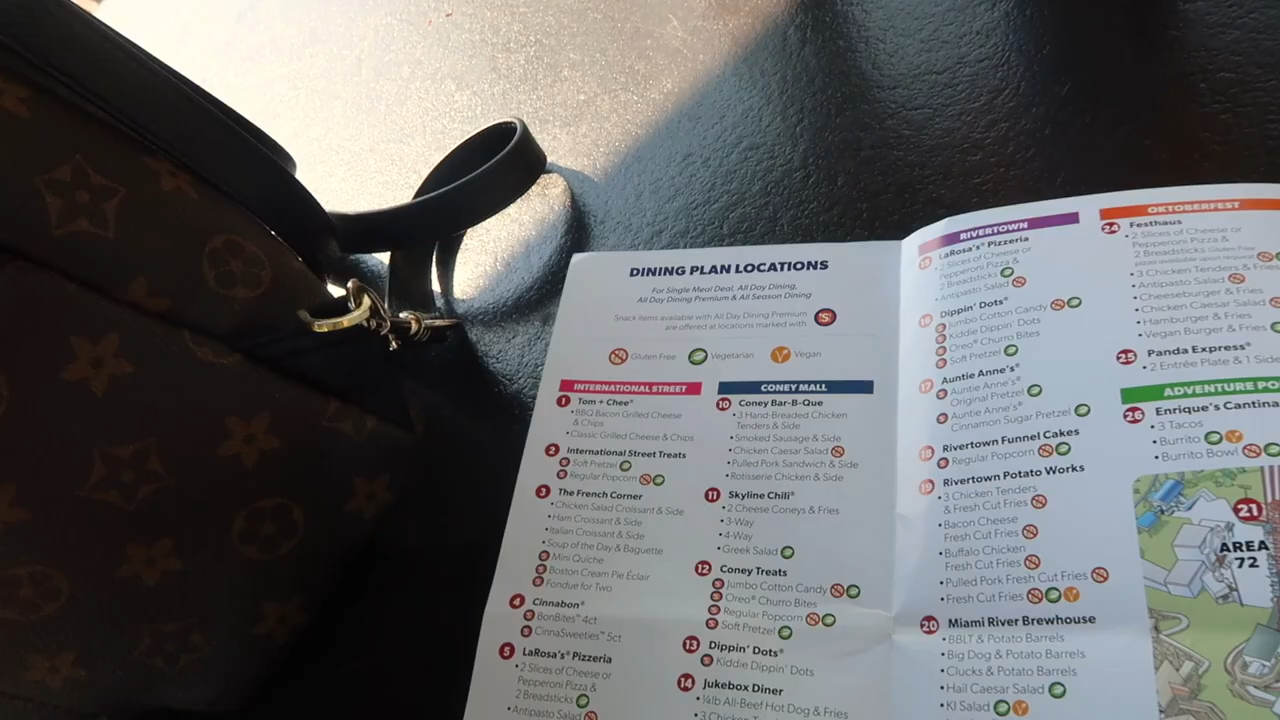 DINING PLAN LOCATIONS
For Single Meal Deal, All Day Dining,
All Day Dining Premium & All Season Dining
Snack items available with All Day Dining Premium
are offered at locations marked with
Gluten Free
Vegetarian
Vegan
INTERNATIONAL STREET
1 Tom + Chee®
• BBQ Bacon Grilled Cheese
& Chips
• Classic Grilled Cheese & Chips
2 International Street Treats
Soft Pretzel
Regular Popcorn
3 The French Corner
• Chicken Salad Croissant & Side
• Ham Croissant & Side
• Italian Croissant & Side
• Soup of the Day & Baguette
Mini Quiche
Boston Cream Pie Éclair
Fondue for Two
4 Cinnabon®
BonBites™ 4ct
CinnaSweeties™ 5ct
5 LaRosa's® Pizzeria
• 2 Slices of Cheese or
Pepperoni Pizza &
2 Breadsticks
• Antipasto Salad
CONEY MALL
10 Coney Bar-B-Que
• 3 Hand-Breaded Chicken
Tenders & Side
• Smoked Sausage & Side
• Chicken Caesar Salad
• Pulled Pork Sandwich & Side
• Rotisserie Chicken & Side
11 Skyline Chili®
• 2 Cheese Coneys & Fries
• 3-Way
• 4-Way
• Greek Salad
12 Coney Treats
Jumbo Cotton Candy
Oreo® Churro Bites
Regular Popcorn
Soft Pretzel
13 Dippin' Dots®
Kiddie Dippin' Dots
14 Jukebox Diner
• ¼lb All-Beef Hot Dog & Fries
RIVERTOWN
15 LaRosa's® Pizzeria
• 2 Slices of Cheese or
Pepperoni Pizza &
2 Breadsticks
• Antipasto Salad
16 Dippin' Dots®
Jumbo Cotton Candy
Kiddie Dippin' Dots
Oreo® Churro Bites
Soft Pretzel
17 Auntie Anne's®
Auntie Anne's®
Original Pretzel
Auntie Anne's®
Cinnamon Sugar Pretzel
18 Rivertown Funnel Cakes
Regular Popcorn
19 Rivertown Potato Works
• 3 Chicken Tenders
& Fresh Cut Fries
• Bacon Cheese
Fresh Cut Fries
• Buffalo Chicken
Fresh Cut Fries
• Pulled Pork Fresh Cut Fries
• Fresh Cut Fries
20 Miami River Brewhouse
• BBLT & Potato Barrels
• Big Dog & Potato Barrels
• Clucks & Potato Barrels
• Hail Caesar Salad
• KI Salad
OKTOBERFEST
24 Festhaus
• 2 Slices of Cheese or
Pepperoni Pizza &
2 Breadsticks Gluten Free
pizza available upon request
• 3 Chicken Tenders & Fries
• Antipasto Salad
• Cheeseburger & Fries
• Chicken Caesar Salad
• Hamburger & Fries
• Vegan Burger & Fries
25 Panda Express®
• 2 Entrée Plate & 1 Side
ADVENTURE PO
26 Enrique's Cantina
• 3 Tacos
• Burrito
• Burrito Bowl
21
AREA
72